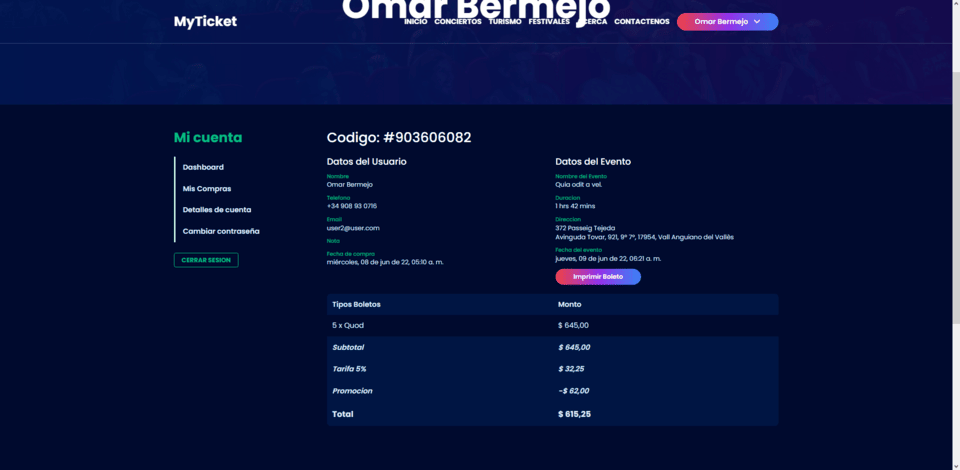 Omar Bermejo
MyTicket
INICIO CONCIERTOS TURISMO FESTIVALES ACERCA CONTACTENOS
Omar Bermejo
Mi cuenta
Dashboard
Mis Compras
Detalles de cuenta
Cambiar contraseña
CERRAR SESION
Codigo: #903606082
Datos del Usuario
Nombre
Omar Bermejo
Telefono
+34 908 93 0716
Email
user2@user.com
Nota
Fecha de compra
miércoles, 08 de jun de 22, 05:10 a. m.
Datos del Evento
Nombre del Evento
Quia odit a vel.
Duracion
1 hrs 42 mins
Direccion
372 Passeig Tejeda
Avinguda Tovar, 921, 9º 7º, 17954, Vall Anguiano del Vallès
Fecha del evento
jueves, 09 de jun de 22, 06:21 a. m.
Imprimir Boleto
Tipos Boletos Monto
5 x Quod $ 645,00
Subtotal $ 645,00
Tarifa 5% $ 32,25
Promocion -$ 62,00
Total $ 615,25